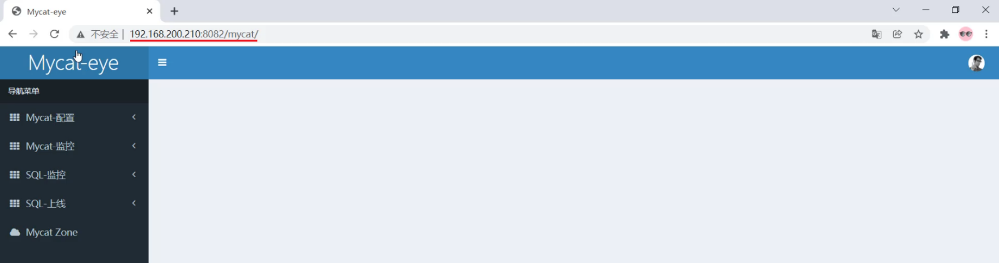 Mycat-eye
不安全 | 192.168.200.210:8082/mycat/
Mycat-eye
导航菜单
Mycat-配置
Mycat-监控
SQL-监控
SQL-上线
Mycat Zone